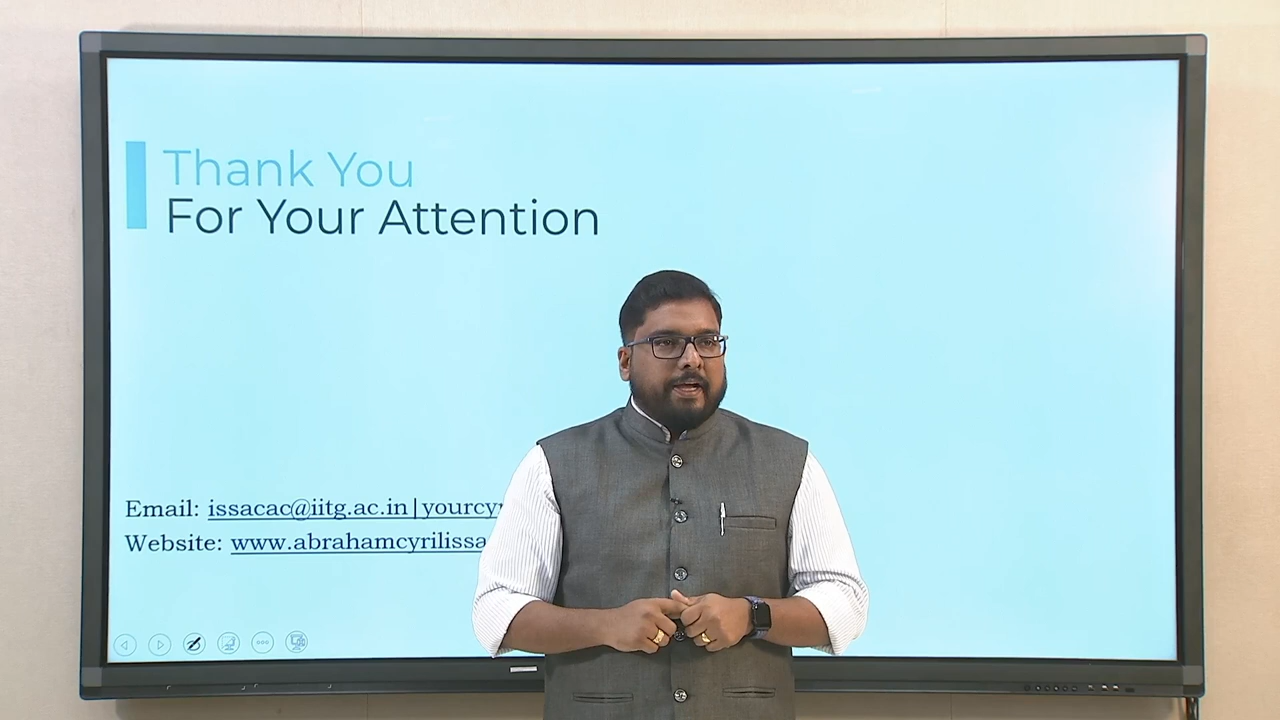 Thank You
For Your Attention
Email: issacac@iitg.ac.in|yourcy
Website: www.abrahamcyrilissa